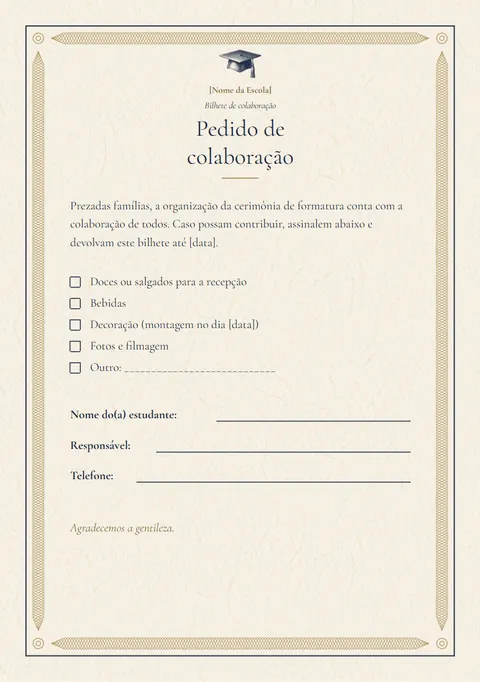 [Nome da Escola]
Bilhete de colaboração
Pedido de
colaboração
Prezadas famílias, a organização da cerimônia de formatura conta com a
colaboração de todos. Caso possam contribuir, assinalem abaixo e
devolvam este bilhete até [data].
Doces ou salgados para a recepção
Bebidas
Decoração (montagem no dia [data])
Fotos e filmagem
Outro: ____________________________
Nome do(a) estudante:
Responsável:
Telefone:
Agradecemos a gentileza.